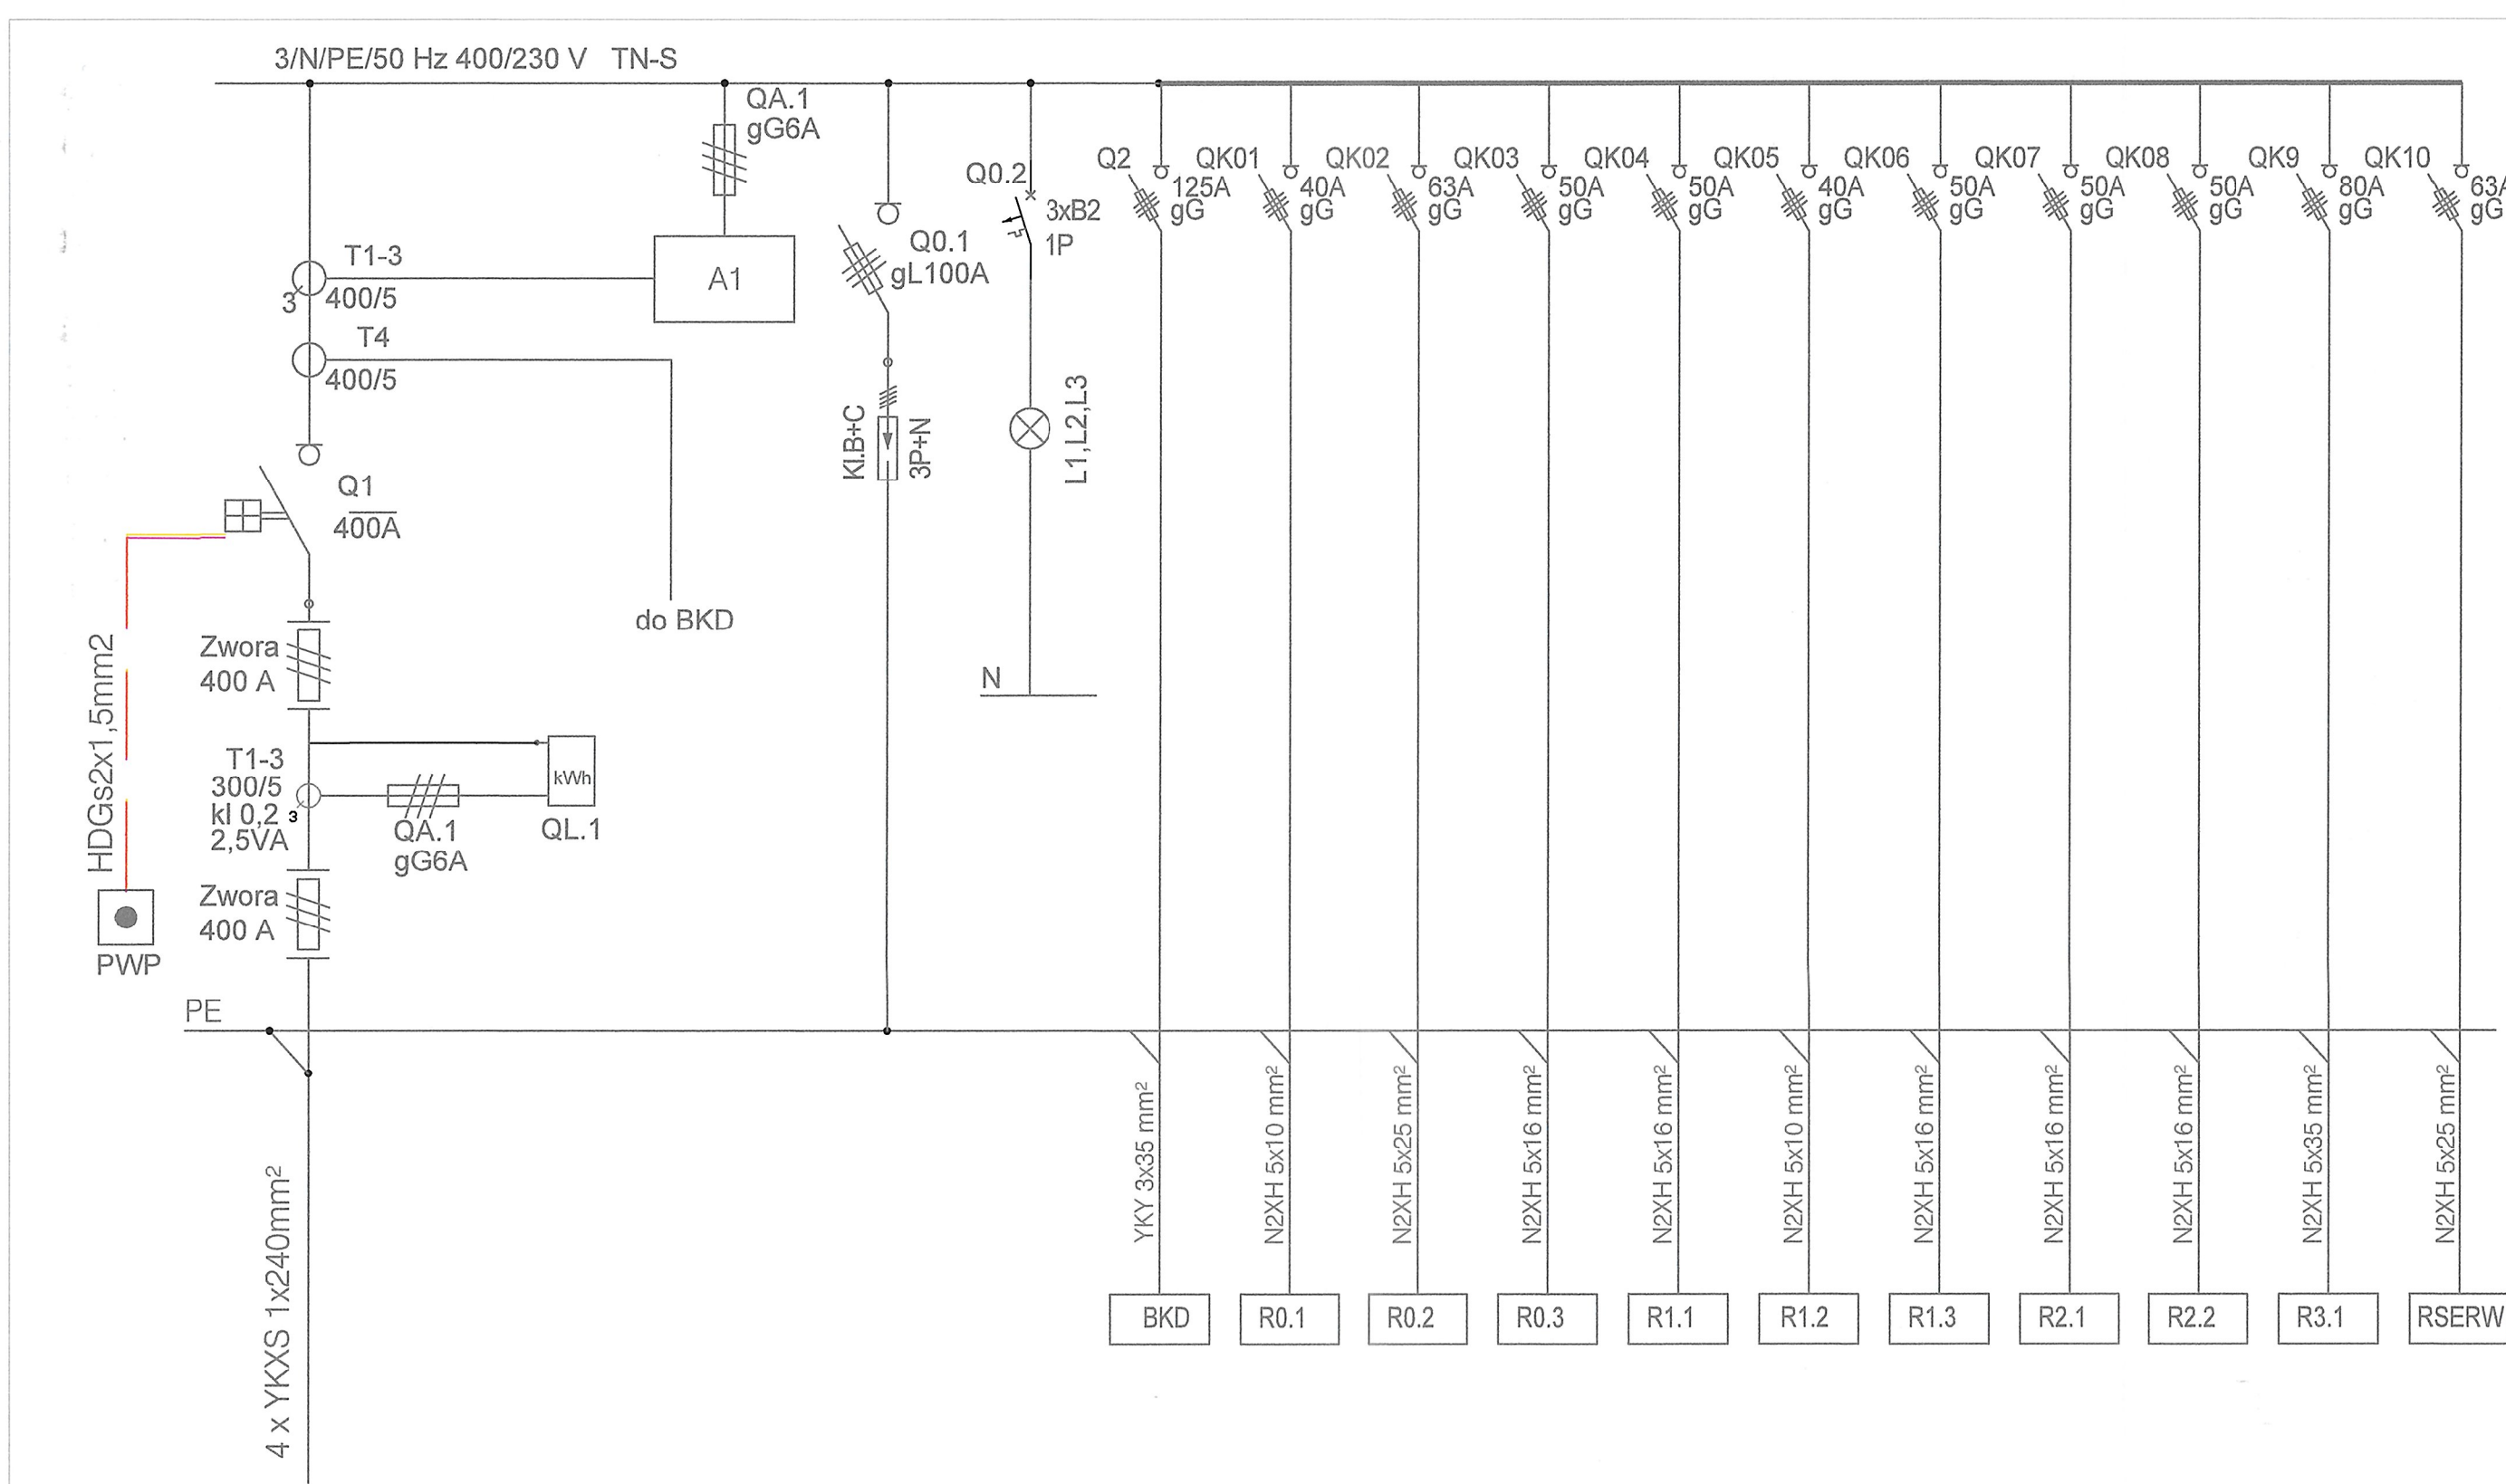 3/N/PE/50 Hz 400/230 V TN-S
QA.1
gG6A
T1-3
3
400/5
A1
T4
400/5
do BKD
Q1
400A
Zwora
400 A
T1-3
300/5
kl 0,2
3
2,5VA
kWh
QL.1
QA.1
gG6A
Zwora
400 A
HDGs2x1,5mm2
PWP
PE
4 x YKXS 1x240mm²
Q0.1
gL100A
Kl.B+C
3P+N
Q0.2
3xB2
1P
L1,L2,L3
N
Q2
125A
gG
QK01
40A
gG
QK02
63A
gG
QK03
50A
gG
QK04
50A
gG
QK05
40A
gG
QK06
50A
gG
QK07
50A
gG
QK08
50A
gG
QK9
80A
gG
QK10
63A
gG
YKY 3x35 mm²
N2XH 5x10 mm²
N2XH 5x25 mm²
N2XH 5x16 mm²
N2XH 5x16 mm²
N2XH 5x10 mm²
N2XH 5x16 mm²
N2XH 5x16 mm²
N2XH 5x16 mm²
N2XH 5x35 mm²
N2XH 5x25 mm²
BKD
R0.1
R0.2
R0.3
R1.1
R1.2
R1.3
R2.1
R2.2
R3.1
RSERW